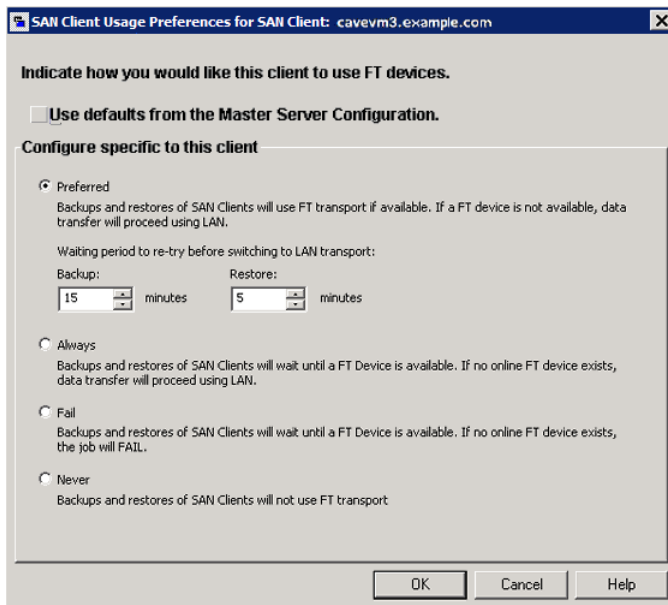 SAN Client Usage Preferences for SAN Client: cavevm3.example.com
Indicate how you would like this client to use FT devices.
Use defaults from the Master Server Configuration.
Configure specific to this client
Preferred
Backups and restores of SAN Clients will use FT transport if available. If a FT device is not available, data
transfer will proceed using LAN.
Waiting period to re-try before switching to LAN transport:
Backup: Restore:
15 minutes 5 minutes
Always
Backups and restores of SAN Clients will wait until a FT Device is available. If no online FT device exists,
data transfer will proceed using LAN.
Fail
Backups and restores of SAN Clients will wait until a FT Device is available. If no online FT device exists,
the job will FAIL.
Never
Backups and restores of SAN Clients will not use FT transport
OK Cancel Help